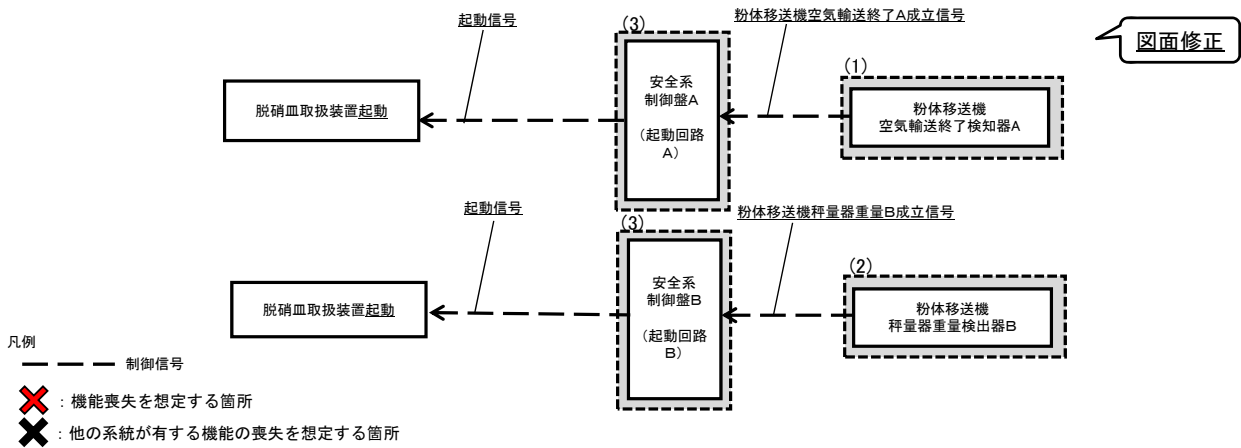 起動信号
(3)
粉体移送機空気輸送終了A成立信号
図面修正
(1)
脱硝皿取扱装置起動
安全系
制御盤A
(起動回路
A)
粉体移送機
空気輸送終了検知器A
起動信号
(3)
粉体移送機秤量器重量B成立信号
(2)
脱硝皿取扱装置起動
安全系
制御盤B
(起動回路
B)
粉体移送機
秤量器重量検出器B
凡例
制御信号
：機能喪失を想定する箇所
：他の系統が有する機能の喪失を想定する箇所